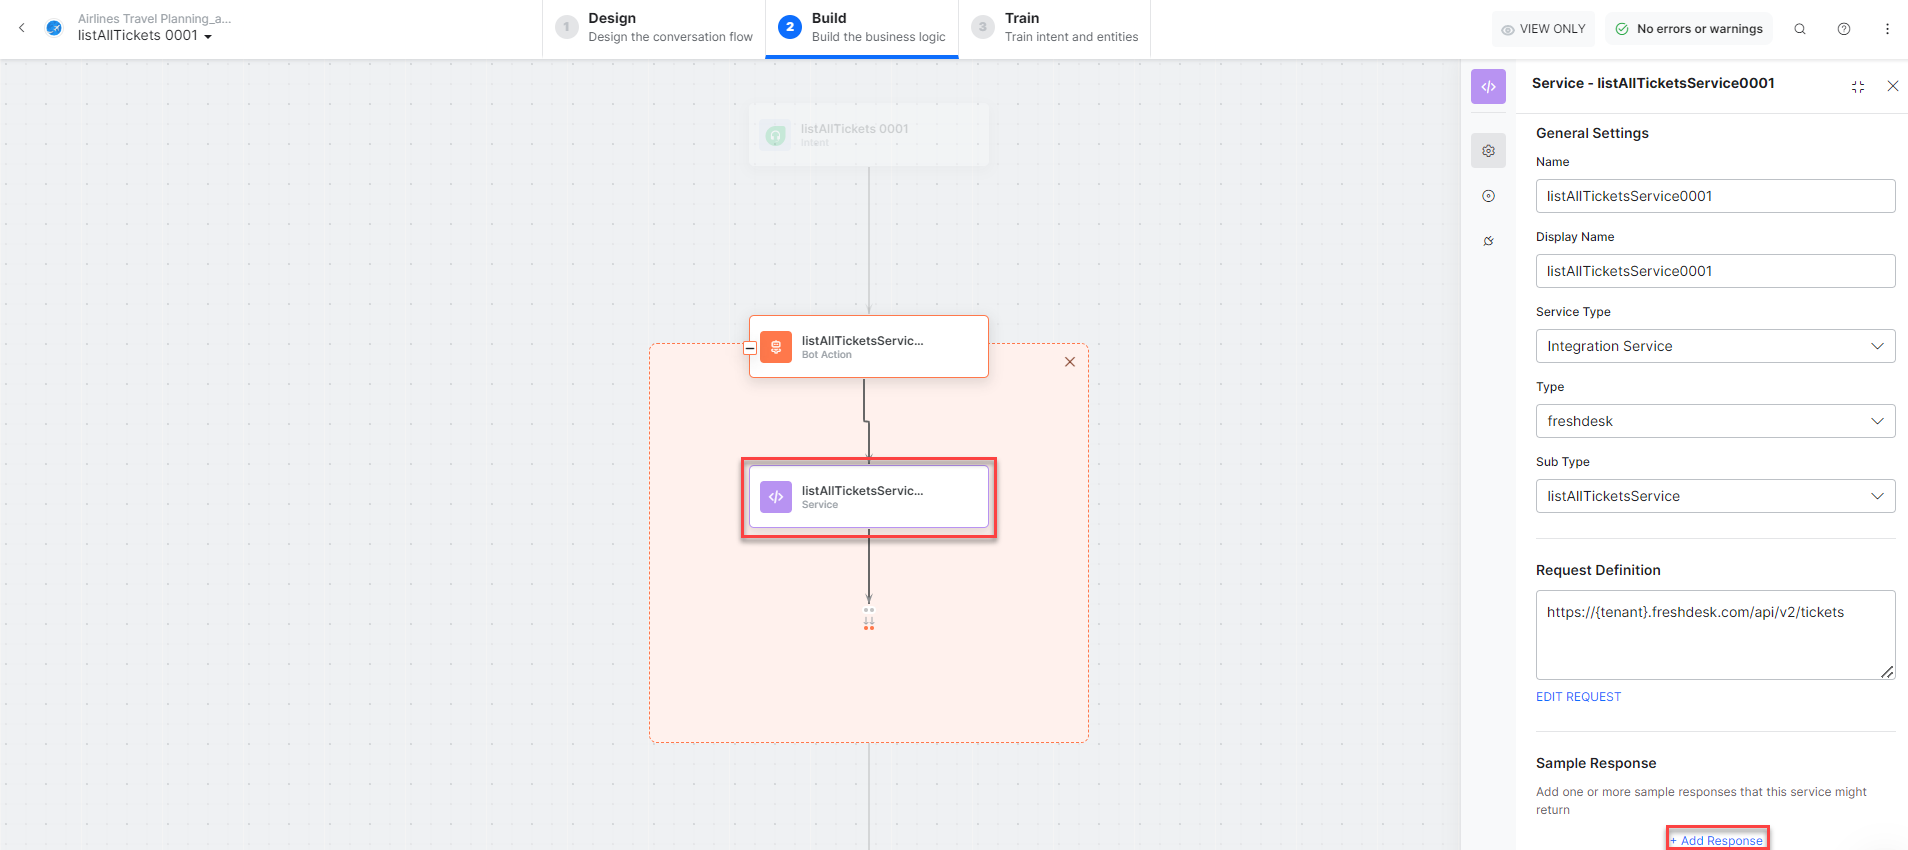 Airlines Travel Planning_a...
listAllTickets 0001
1
Design
Design the conversation flow
2
Build
Build the business logic
3
Train
Train intent and entities
VIEW ONLY
No errors or warnings
listAllTickets 0001
Intent
listAllTicketsServic...
Bot Action
listAllTicketsServic...
Service
Service - listAllTicketsService0001
General Settings
Name
listAllTicketsService0001
Display Name
listAllTicketsService0001
Service Type
Integration Service
Type
freshdesk
Sub Type
listAllTicketsService
Request Definition
https://{tenant}.freshdesk.com/api/v2/tickets
EDIT REQUEST
Sample Response
Add one or more sample responses that this service might
return
+ Add Response